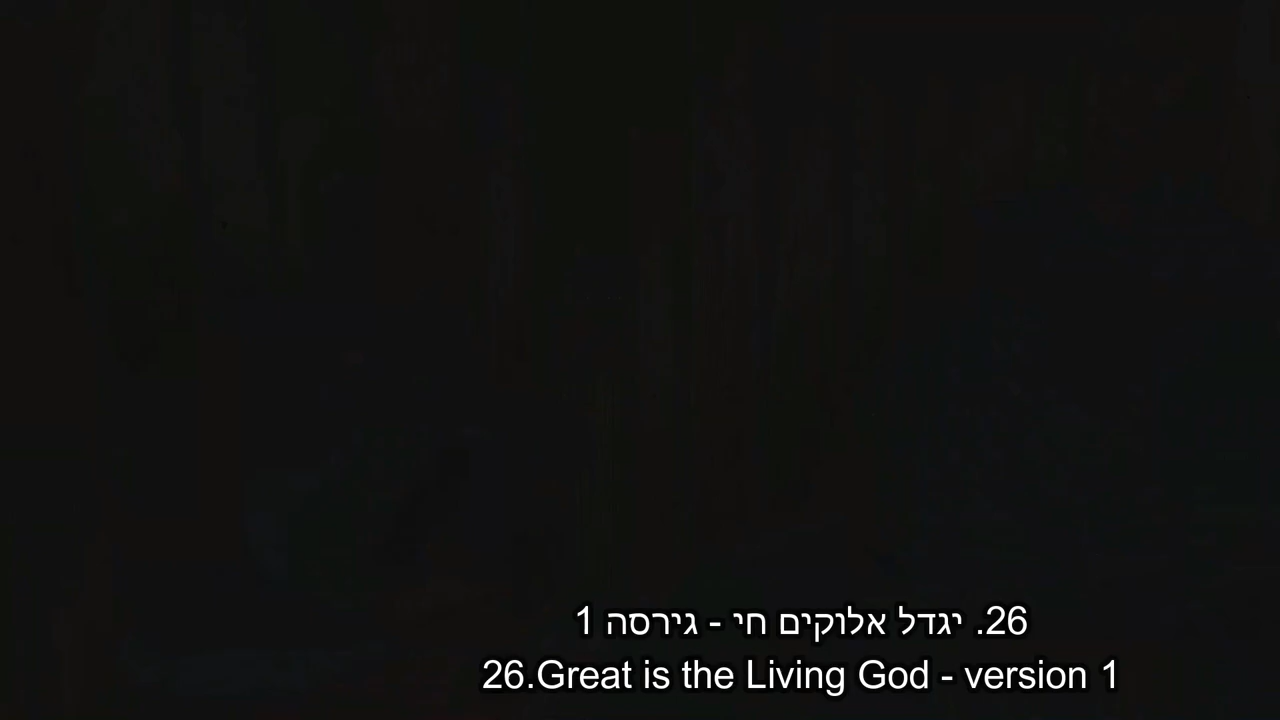 26. יגדל אלוקים חי - גירסה 1
26.Great is the Living God - version 1